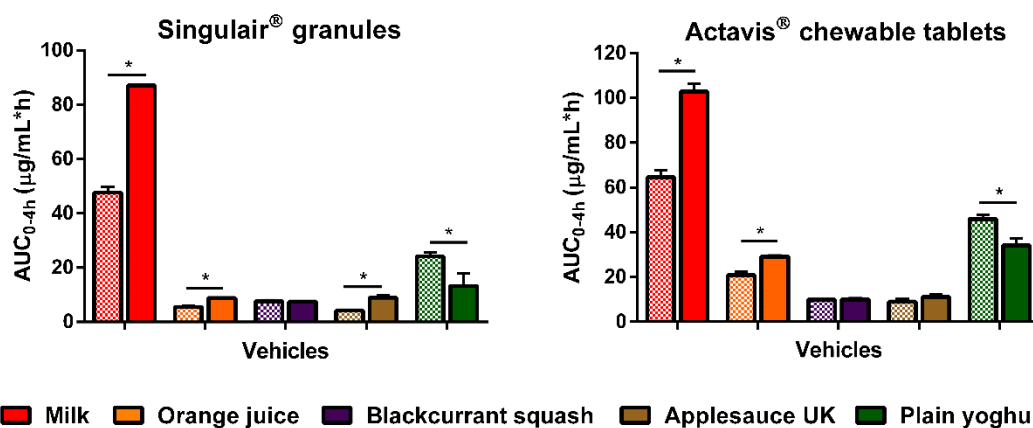 Singulair® granules
100
80
60
40
20
0
AUC0-4h (µg/mL*h)
*
*
*
*
Vehicles
Actavis® chewable tablets
120
100
80
60
40
20
0
AUC0-4h (µg/mL*h)
*
*
*
Vehicles
Milk Orange juice Blackcurrant squash Applesauce UK Plain yoghu